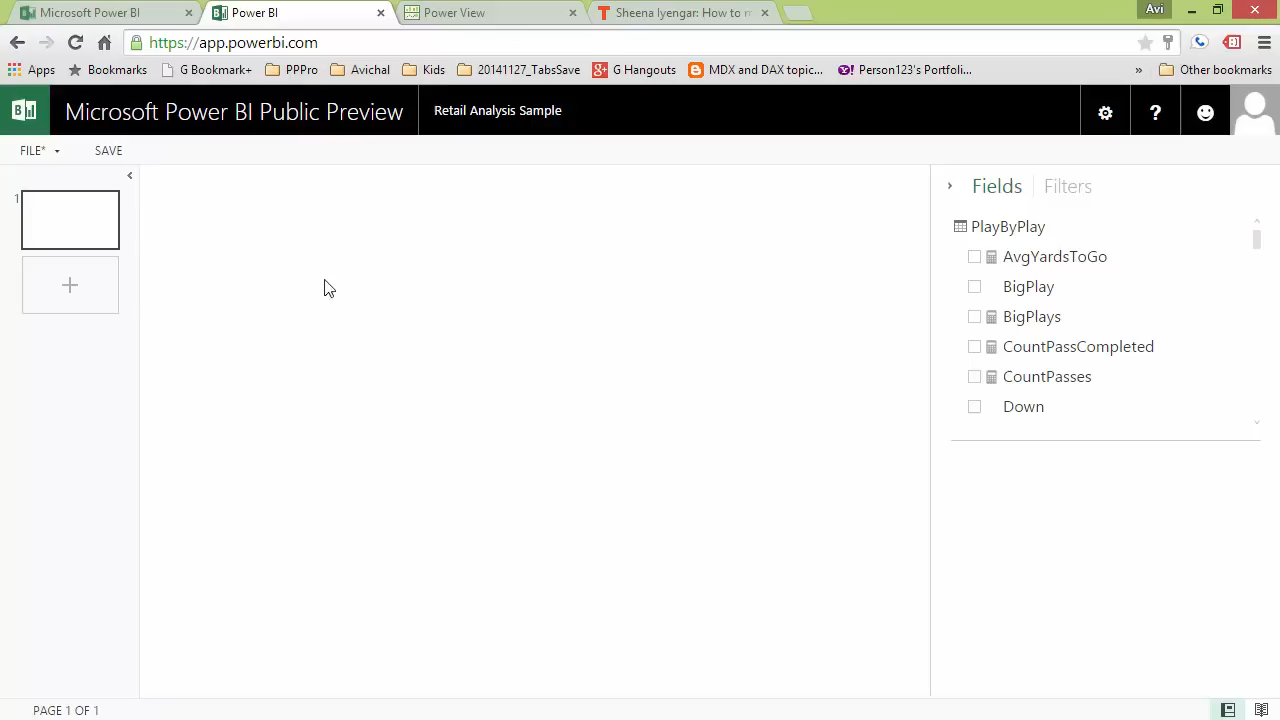 Microsoft Power BI
Power BI
Power View
Sheena Iyengar: How to m
Avi
https://app.powerbi.com
Apps
Bookmarks
G Bookmark+
PPPro
Avichal
Kids
20141127_TabsSave
G Hangouts
MDX and DAX topic...
Person123's Portfoli...
»
Other bookmarks
Microsoft Power BI Public Preview
Retail Analysis Sample
?
FILE*
SAVE
1
Fields
Filters
PlayByPlay
AvgYardsToGo
BigPlay
BigPlays
CountPassCompleted
CountPasses
Down
PAGE 1 OF 1